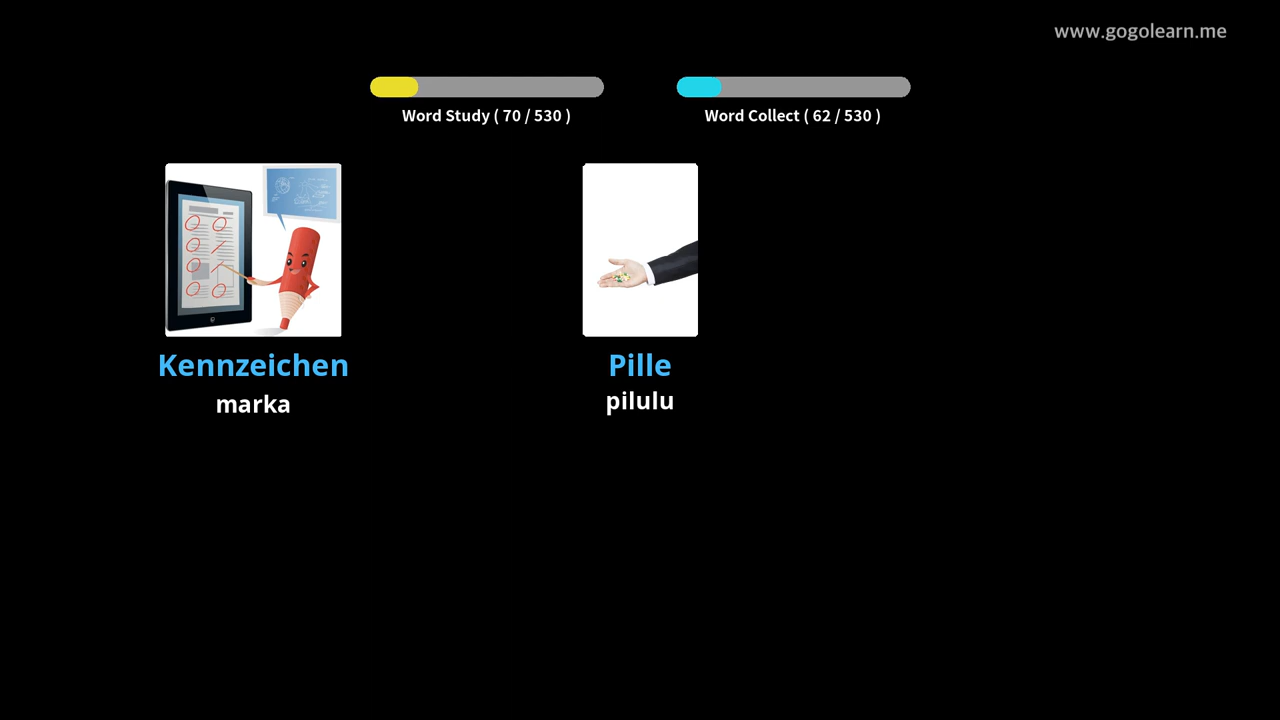 www.gogolearn.me
Word Study ( 70 / 530 )
Word Collect ( 62 / 530 )
Kennzeichen
marka
Pille
pilulu